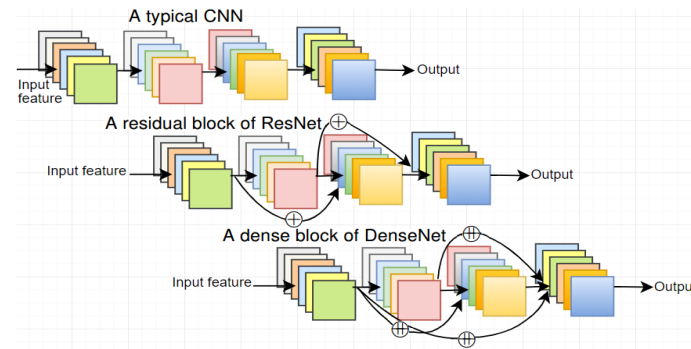 A typical CNN
Input
feature
Output
A residual block of ResNet
Input feature
Output
A dense block of DenseNet
Input feature
Outpu